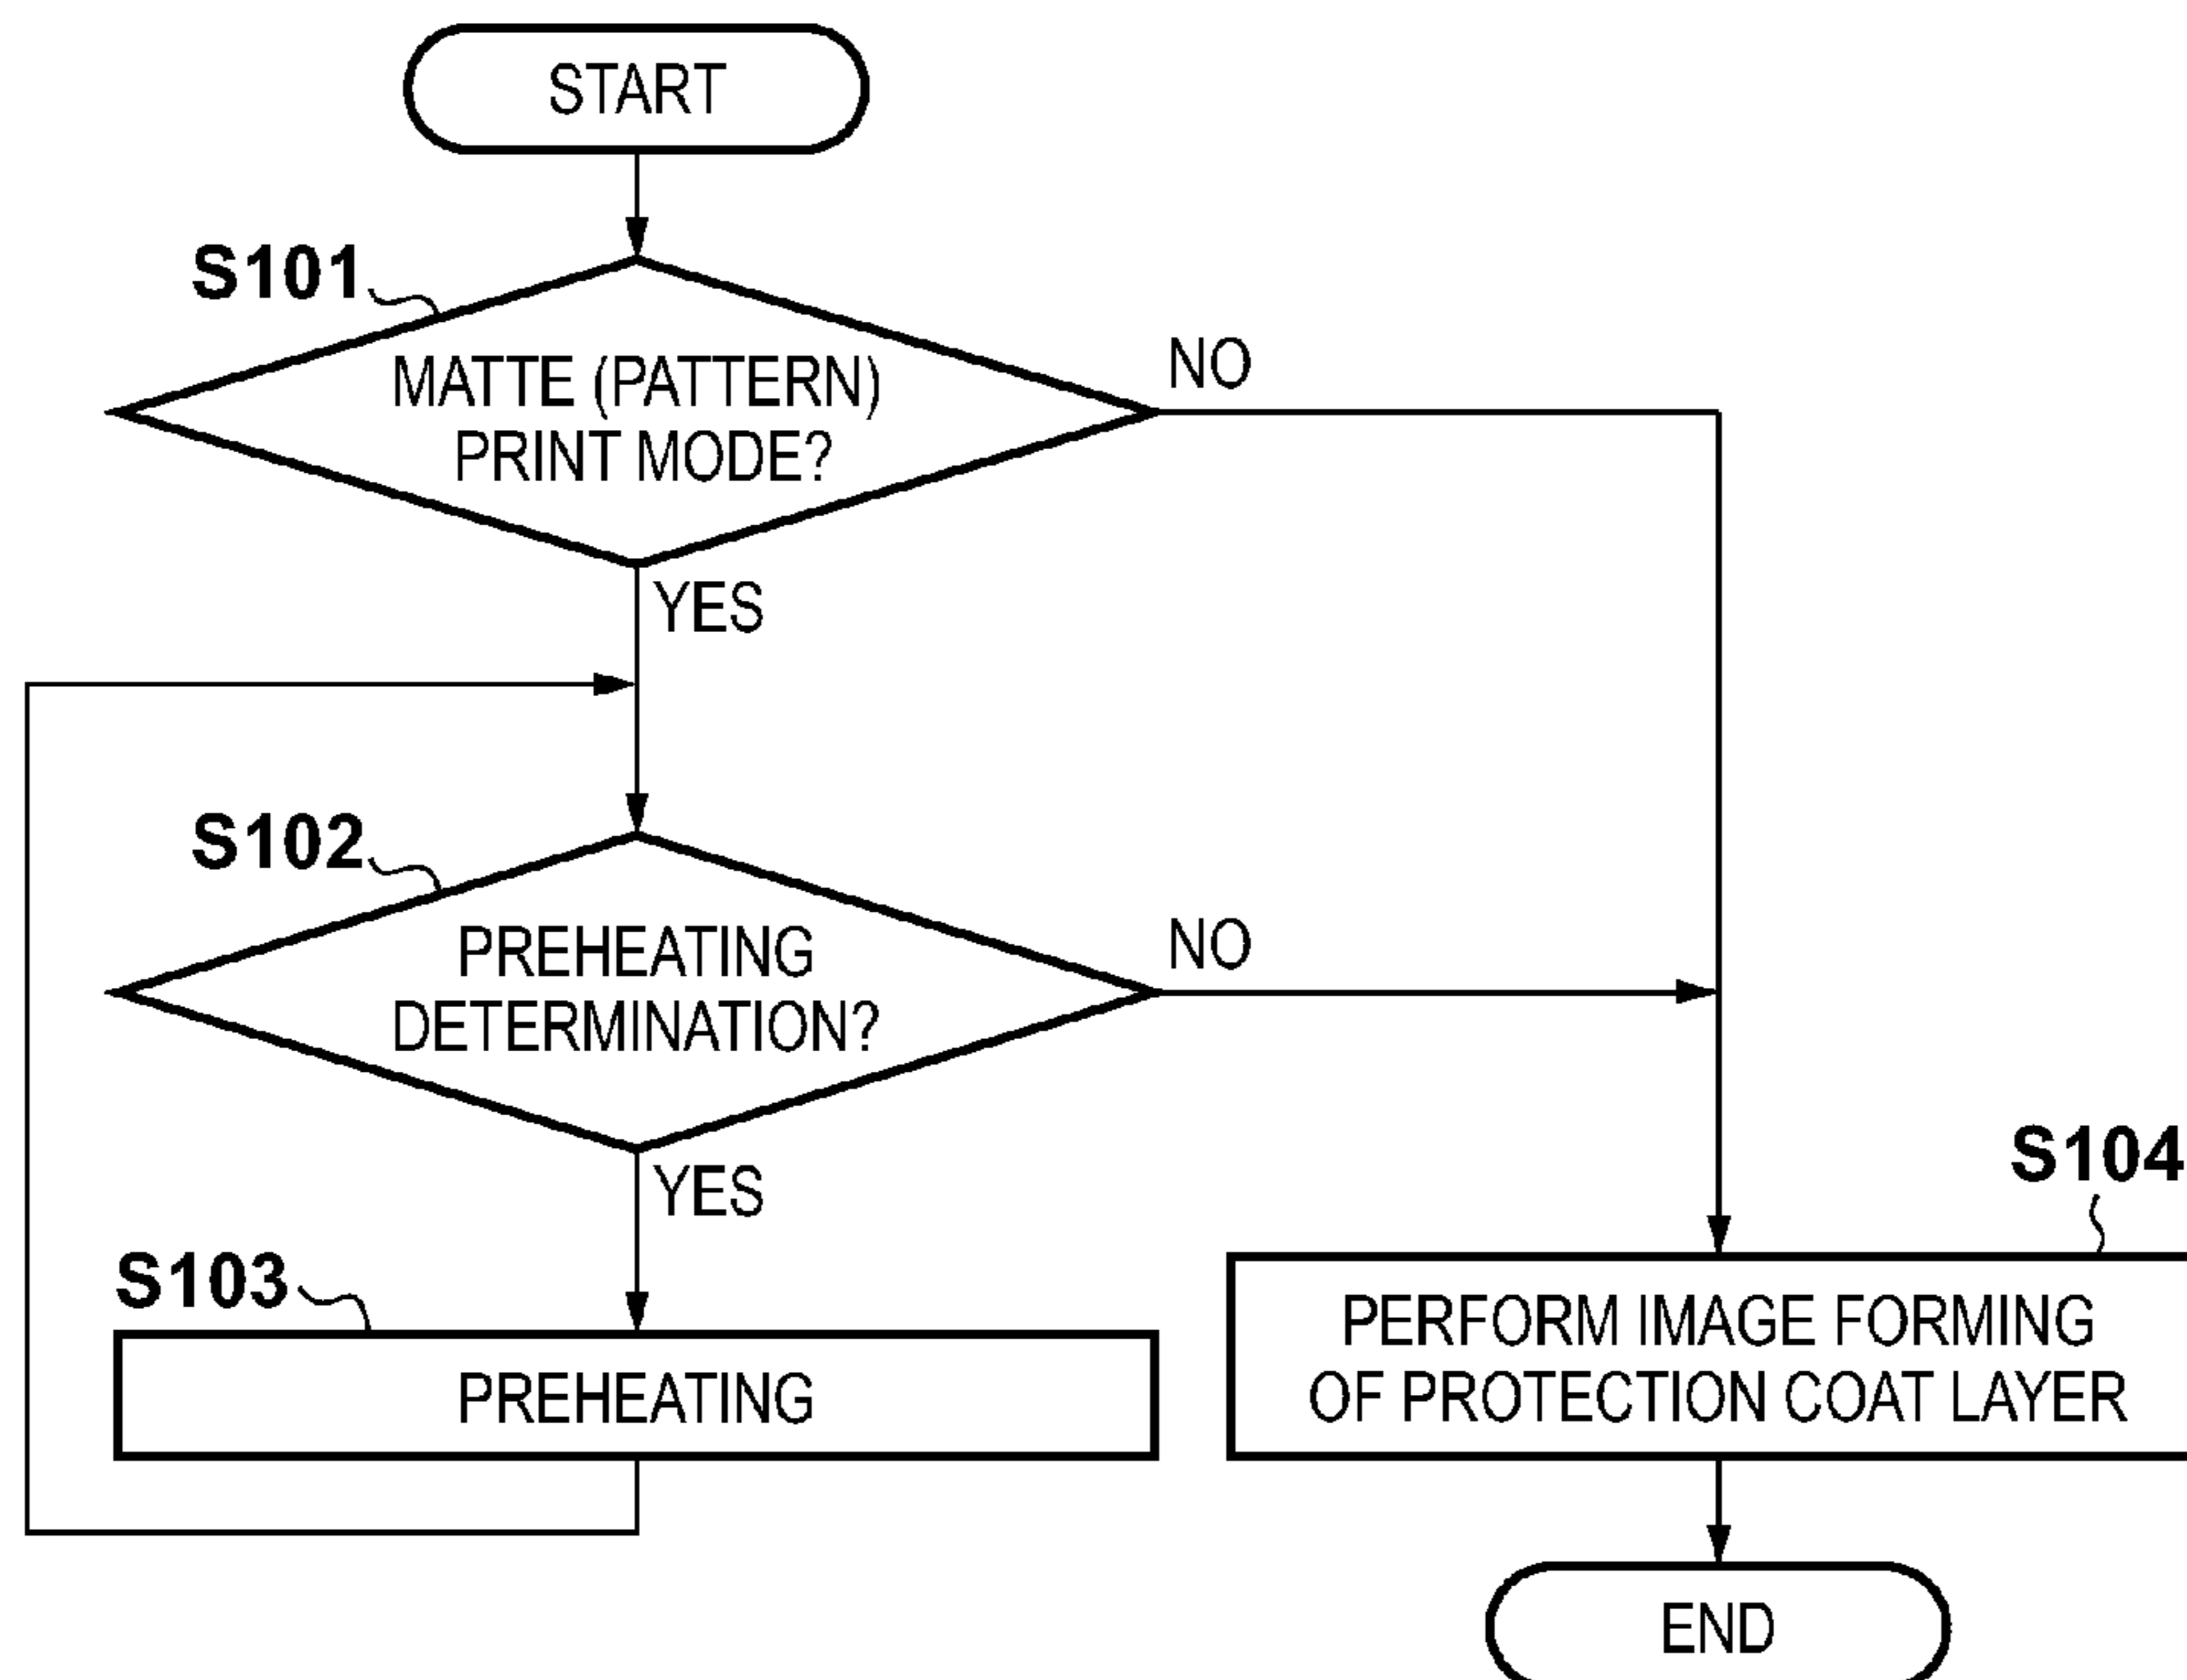 START
S101
MATTE (PATTERN)
PRINT MODE?
NO
YES
S102
PREHEATING
DETERMINATION?
NO
YES
S103
PREHEATING
S104
PERFORM IMAGE FORMING
OF PROTECTION COAT LAYER
END